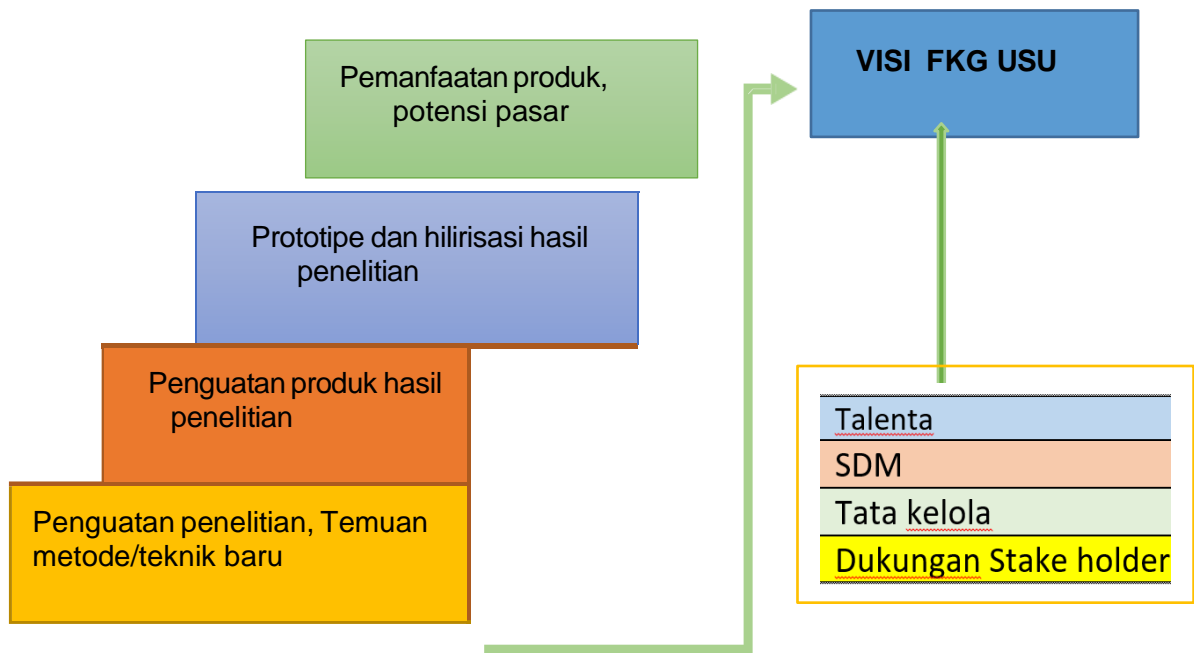 Pemanfaatan produk,
potensi pasar
VISI FKG USU
Prototipe dan hilirisasi hasil
penelitian
Penguatan produk hasil
penelitian
Penguatan penelitian, Temuan
metode/teknik baru
Talenta
SDM
Tata kelola
Dukungan Stake holder